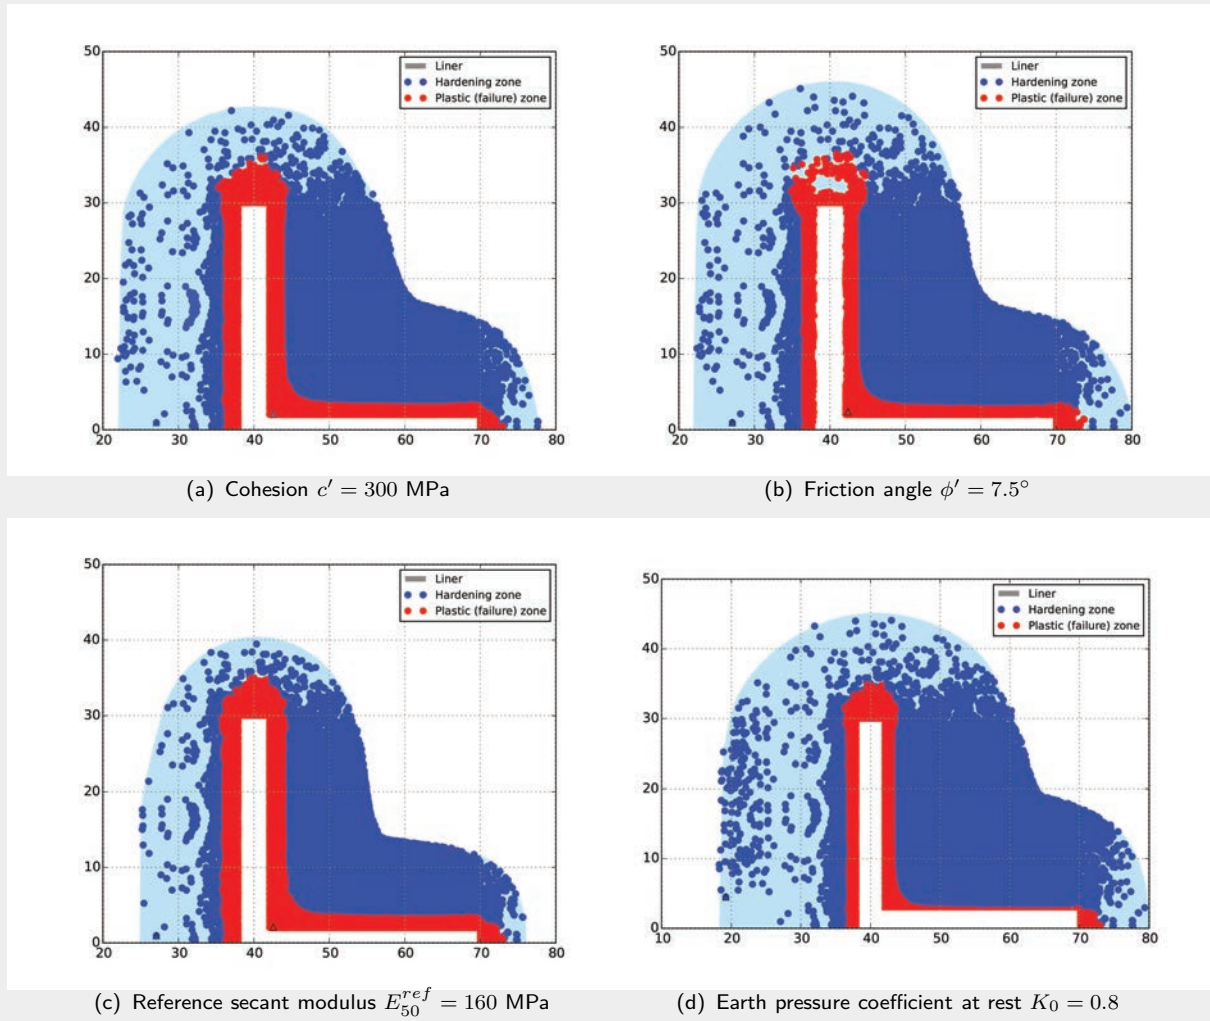 50
40
30
20
10
0
20 30 40 50 60 70 80
Liner
Hardening zone
Plastic (failure) zone
50
40
30
20
10
0
20 30 40 50 60 70 80
Liner
Hardening zone
Plastic (failure) zone
(a) Cohesion c′ = 300 MPa
(b) Friction angle ϕ′ = 7.5°
50
40
30
20
10
0
20 30 40 50 60 70 80
Liner
Hardening zone
Plastic (failure) zone
50
40
30
20
10
0
10 20 30 40 50 60 70 80
Liner
Hardening zone
Plastic (failure) zone
(c) Reference secant modulus E₅₀ʳᵉᶠ = 160 MPa
(d) Earth pressure coefficient at rest K₀ = 0.8